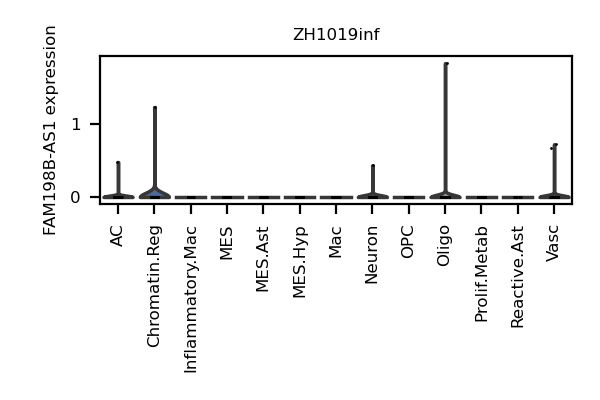 ZH1019inf
FAM198B-AS1 expression
1
0
AC
Chromatin.Reg
Inflammatory.Mac
MES
MES.Ast
MES.Hyp
Mac
Neuron
OPC
Oligo
Prolif.Metab
Reactive.Ast
Vasc